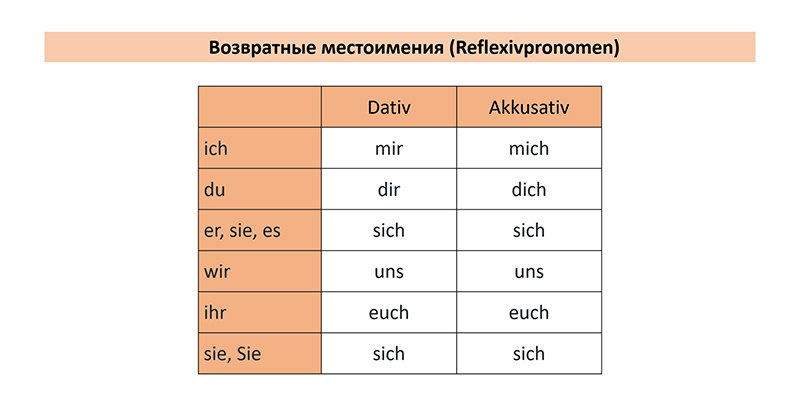 Возвратные местоимения (Reflexivpronomen)
Dativ Akkusativ
ich mir mich
du dir dich
er, sie, es sich sich
wir uns uns
ihr euch euch
sie, Sie sich sich